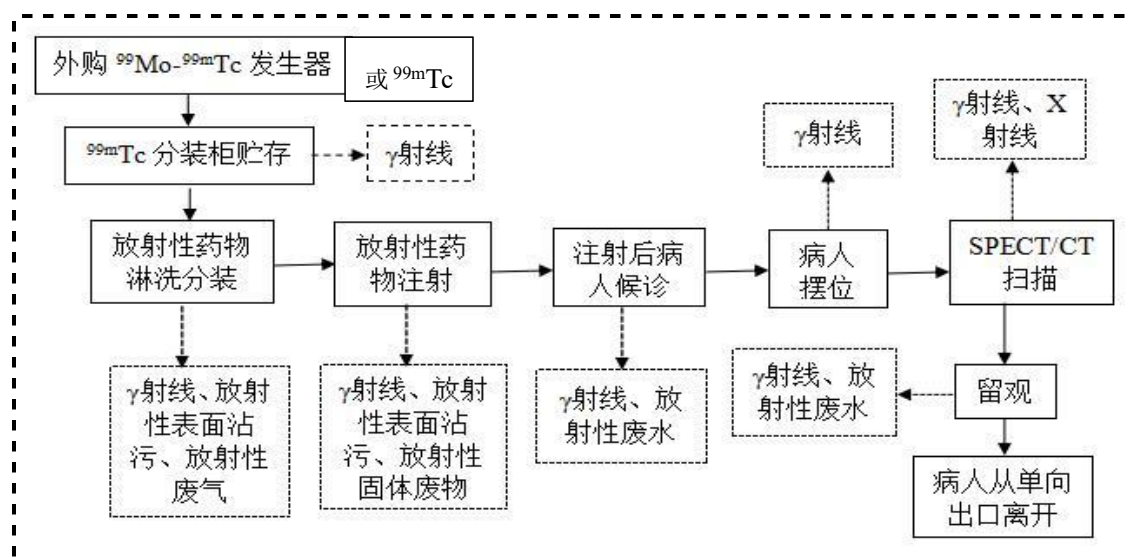 外购 ⁹⁹Mo-⁹⁹ᵐTc 发生器
或 ⁹⁹ᵐTc
⁹⁹ᵐTc 分装柜贮存
γ射线
γ射线
γ射线、X
射线
放射性药物
淋洗分装
放射性药
物注射
注射后病
人候诊
病人
摆位
SPECT/CT
扫描
γ射线、放射
性表面沾
污、放射性
废气
γ射线、放射
性表面沾
污、放射性
固体废物
γ射线、放
射性废水
γ射线、放
射性废水
留观
病人从单向
出口离开